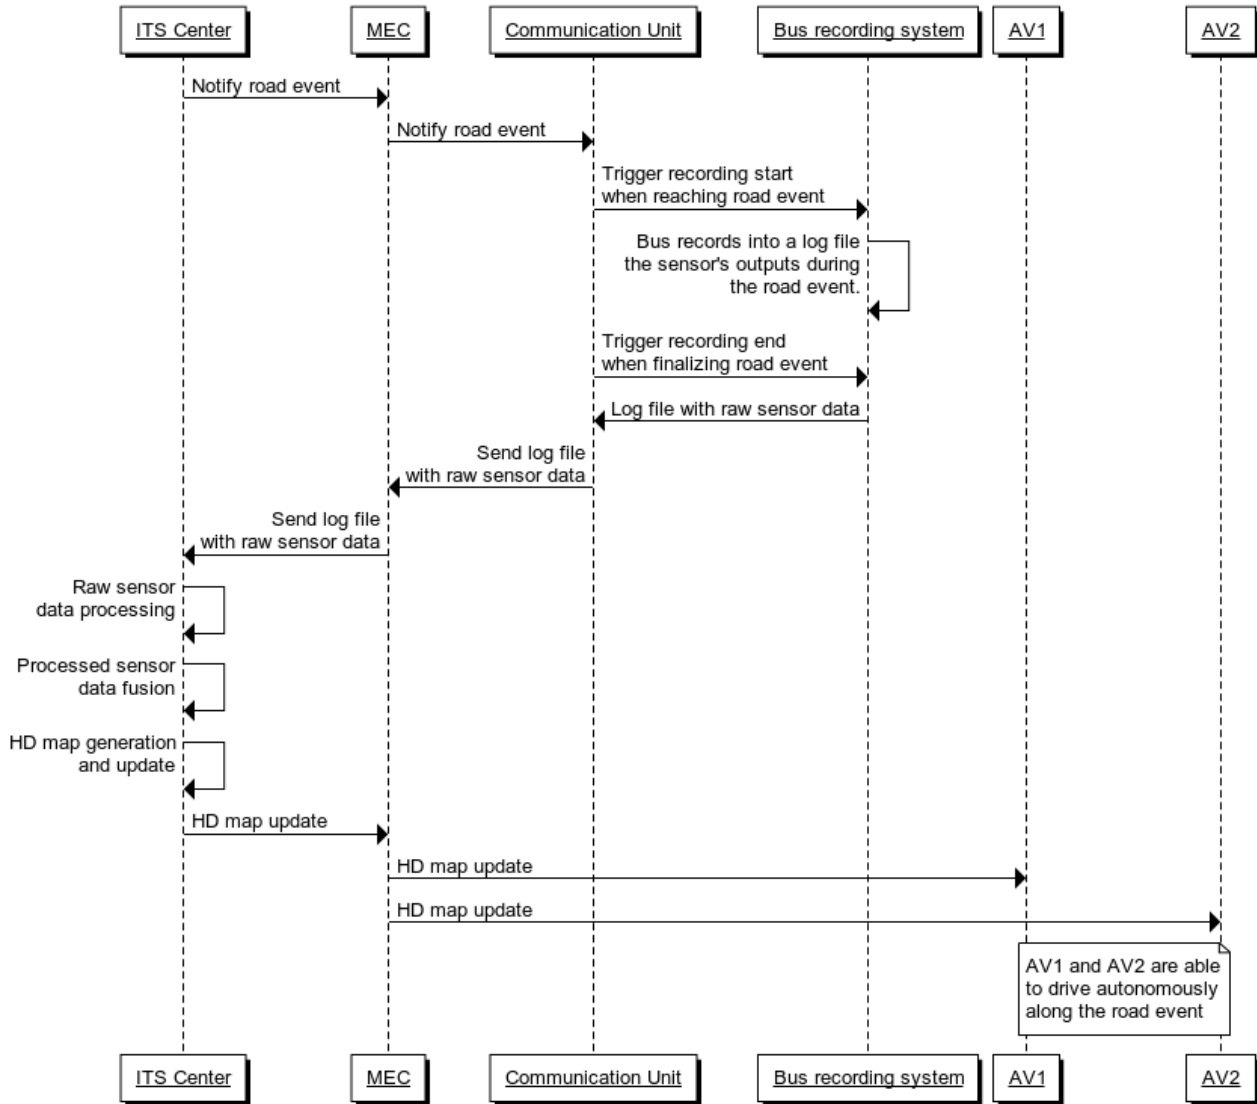 ITS Center
MEC
Communication Unit
Bus recording system
AV1
AV2
Notify road event
Notify road event
Trigger recording start
when reaching road event
Bus records into a log file
the sensor's outputs during
the road event.
Trigger recording end
when finalizing road event
Log file with raw sensor data
Send log file
with raw sensor data
Send log file
with raw sensor data
Raw sensor
data processing
Processed sensor
data fusion
HD map generation
and update
HD map update
HD map update
HD map update
AV1 and AV2 are able
to drive autonomously
along the road event
ITS Center
MEC
Communication Unit
Bus recording system
AV1
AV2